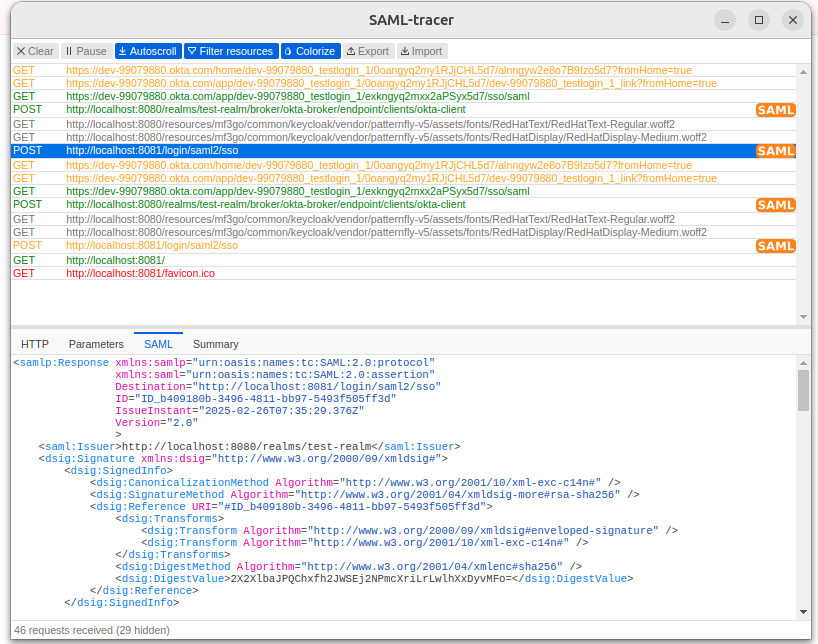 SAML-tracer
Clear Pause Autoscroll Filter resources Colorize Export Import
GET https://dev-99079880.okta.com/home/dev-99079880_testlogin_1/0oangyq2my1RJjCHL5d7/alnngyw2e8o7B9Izo5d7?fromHome=true
GET https://dev-99079880.okta.com/app/dev-99079880_testlogin_1/exkngyq2mxx2aPSyx5d7/dev-99079880_testlogin_1_link?fromHome=true
GET https://dev-99079880.okta.com/app/dev-99079880_testlogin_1/exkngyq2mxx2aPSyx5d7/sso/saml
POST http://localhost:8080/realms/test-realm/broker/okta-broker/endpoint/clients/okta-client SAML
GET http://localhost:8080/resources/mf3go/common/keycloak/vendor/patternfly-v5/assets/fonts/RedHatText/RedHatText-Regular.woff2
GET http://localhost:8080/resources/mf3go/common/keycloak/vendor/patternfly-v5/assets/fonts/RedHatDisplay/RedHatDisplay-Medium.woff2
POST http://localhost:8081/login/saml2/sso SAML
GET https://dev-99079880.okta.com/home/dev-99079880_testlogin_1/0oangyq2my1RJjCHL5d7/alnngyw2e8o7B9Izo5d7?fromHome=true
GET https://dev-99079880.okta.com/app/dev-99079880_testlogin_1/exkngyq2mxx2aPSyx5d7/dev-99079880_testlogin_1_link?fromHome=true
GET https://dev-99079880.okta.com/app/dev-99079880_testlogin_1/exkngyq2mxx2aPSyx5d7/sso/saml
POST http://localhost:8080/realms/test-realm/broker/okta-broker/endpoint/clients/okta-client SAML
GET http://localhost:8080/resources/mf3go/common/keycloak/vendor/patternfly-v5/assets/fonts/RedHatText/RedHatText-Regular.woff2
GET http://localhost:8080/resources/mf3go/common/keycloak/vendor/patternfly-v5/assets/fonts/RedHatDisplay/RedHatDisplay-Medium.woff2
POST http://localhost:8081/login/saml2/sso SAML
GET http://localhost:8081/
GET http://localhost:8081/favicon.ico
HTTP Parameters SAML Summary
<samlp:Response xmlns:samlp="urn:oasis:names:tc:SAML:2.0:protocol"
xmlns:saml="urn:oasis:names:tc:SAML:2.0:assertion"
Destination="http://localhost:8081/login/saml2/sso"
ID="ID_b409180b-3496-4811-bb97-5493f505ff3d"
IssueInstant="2025-02-26T07:35:29.376Z"
Version="2.0"
>
<saml:Issuer>http://localhost:8080/realms/test-realm</saml:Issuer>
<dsig:Signature xmlns:dsig="http://www.w3.org/2000/09/xmldsig#">
<dsig:SignedInfo>
<dsig:CanonicalizationMethod Algorithm="http://www.w3.org/2001/10/xml-exc-c14n#" />
<dsig:SignatureMethod Algorithm="http://www.w3.org/2001/04/xmldsig-more#rsa-sha256" />
<dsig:Reference URI="#ID_b409180b-3496-4811-bb97-5493f505ff3d">
<dsig:Transforms>
<dsig:Transform Algorithm="http://www.w3.org/2000/09/xmldsig#enveloped-signature" />
<dsig:Transform Algorithm="http://www.w3.org/2001/10/xml-exc-c14n#" />
</dsig:Transforms>
<dsig:DigestMethod Algorithm="http://www.w3.org/2001/04/xmlenc#sha256" />
<dsig:DigestValue>2X2XlbaJPQChxfh2JWSEj2NPmcXriLrLwlhXxDyvMFo=</dsig:DigestValue>
</dsig:Reference>
</dsig:SignedInfo>
46 requests received (29 hidden)